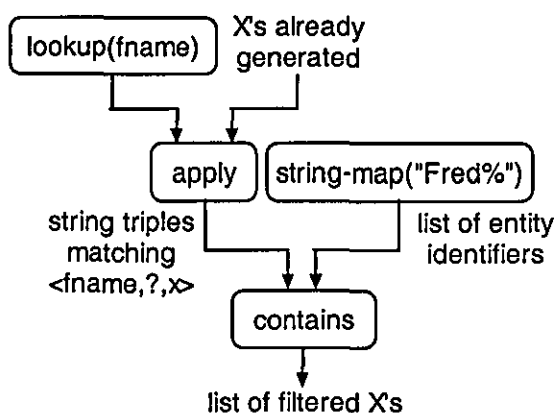 lookup(fname)
X's already
generated
apply
string-map("Fred%")
string triples
matching
<fname,?,x>
list of entity
identifiers
contains
list of filtered X's